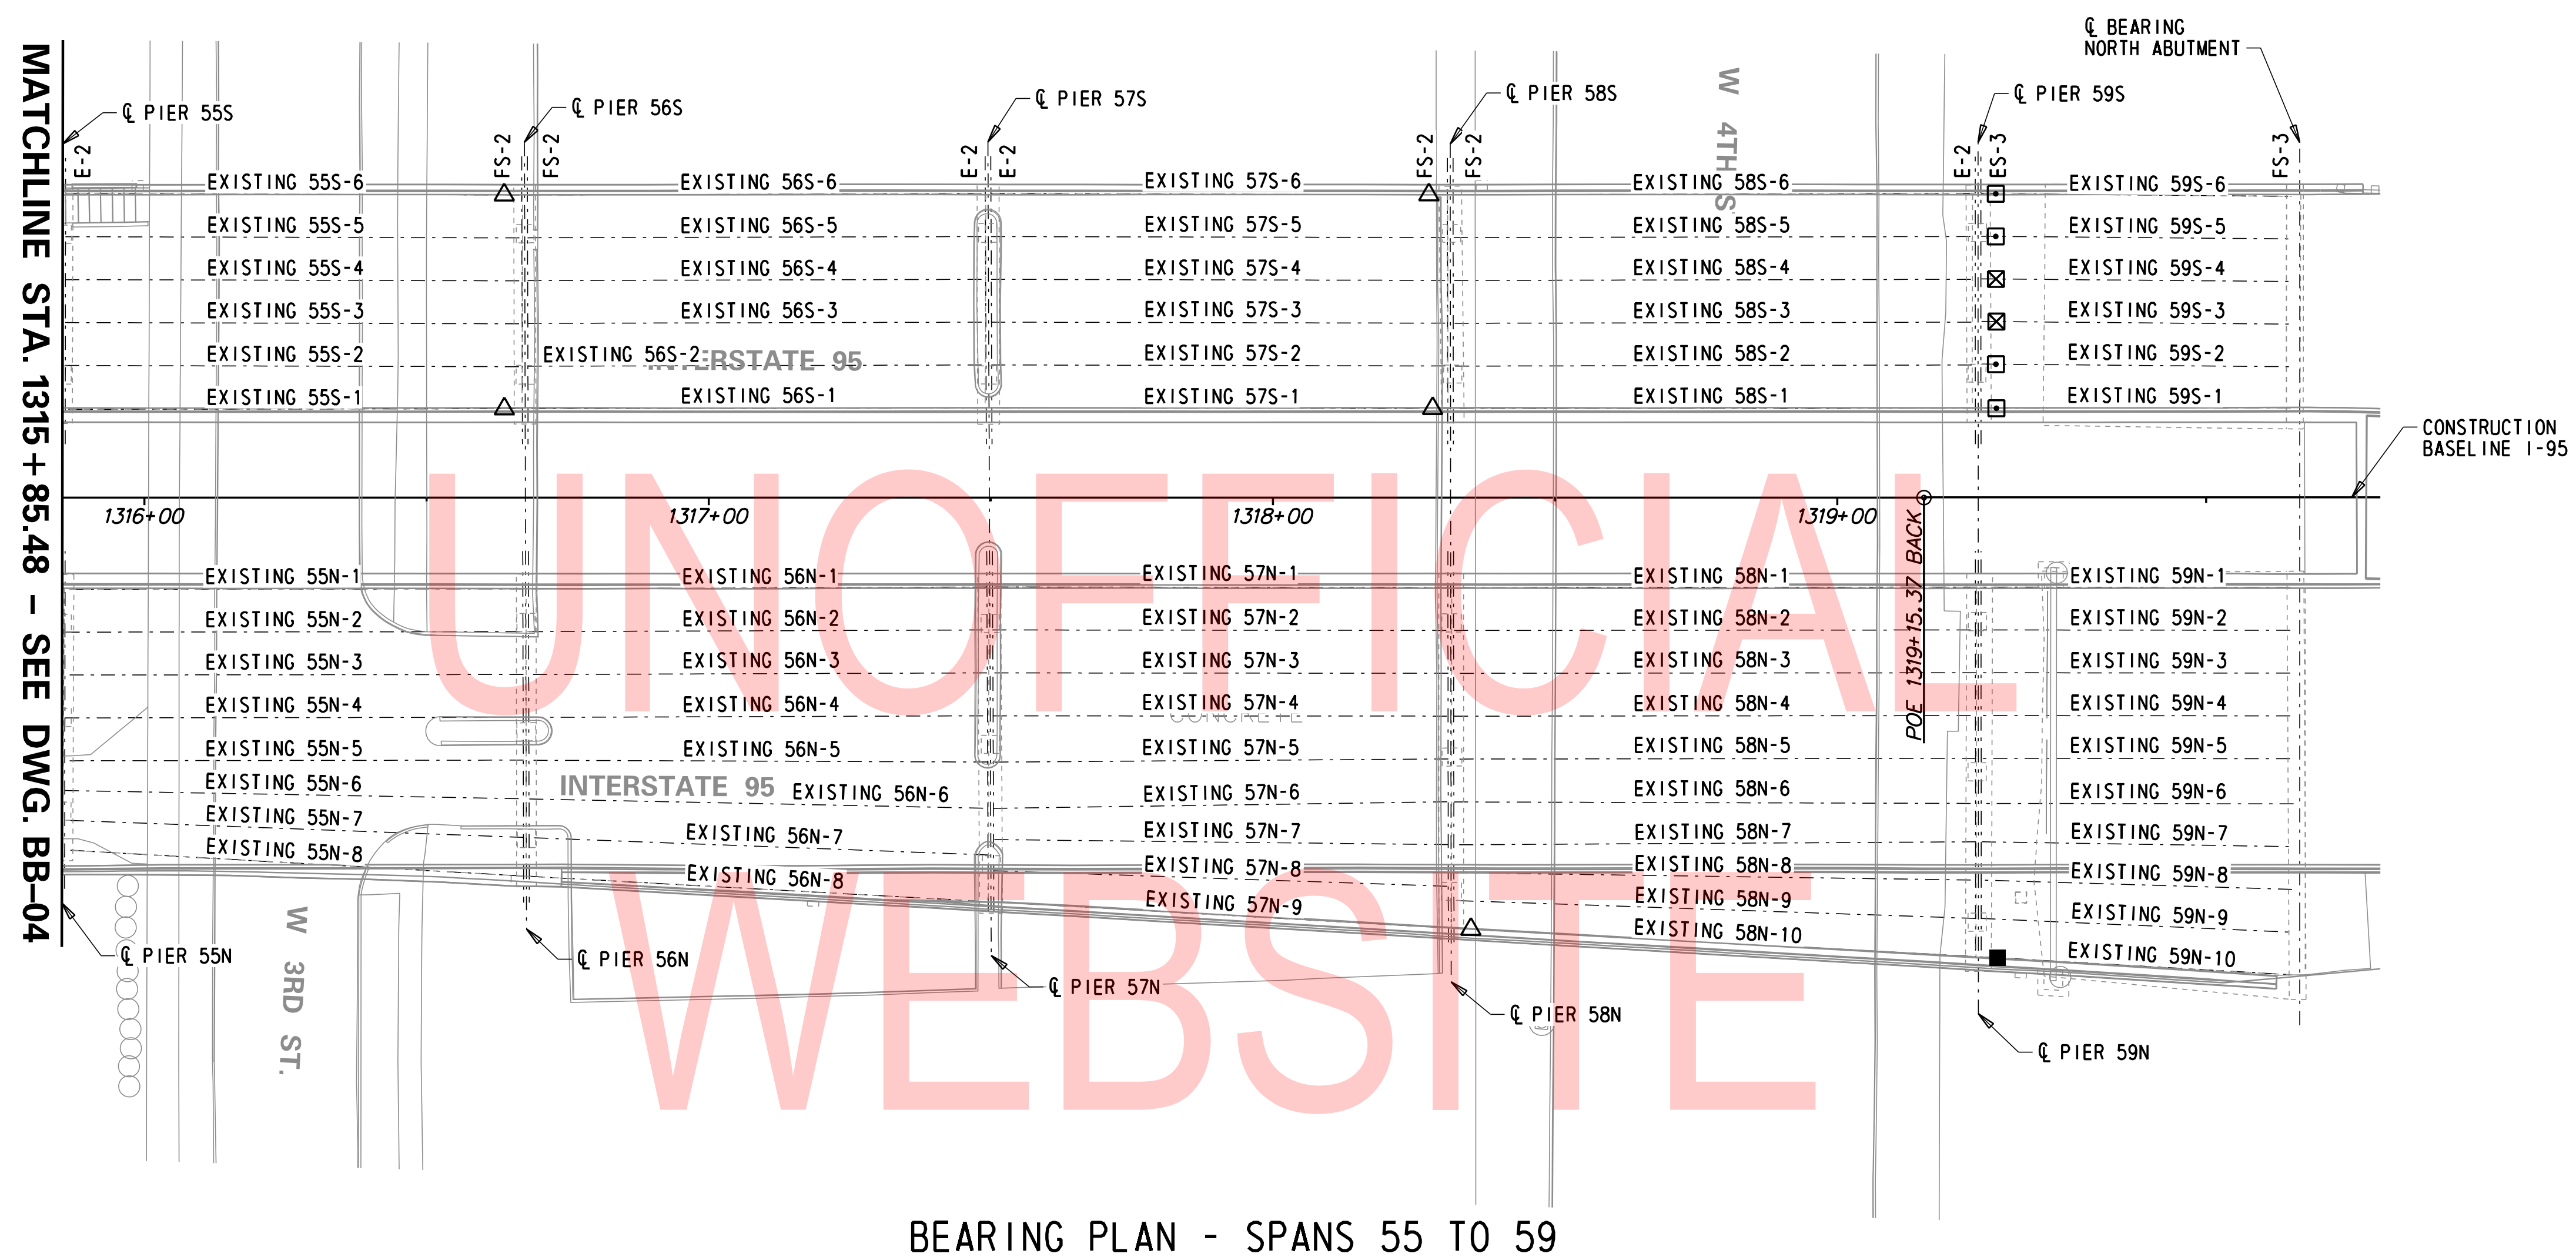 MATCHLINE STA. 1315+85.48 – SEE DWG. BB–04
℄ BEARING
NORTH ABUTMENT
℄ PIER 55S
℄ PIER 56S
℄ PIER 57S
℄ PIER 58S
℄ PIER 59S
E-2
FS-2
FS-2
E-2
E-2
FS-2
FS-2
E-2
ES-3
FS-3
W 4TH S
EXISTING 55S-6
EXISTING 56S-6
EXISTING 57S-6
EXISTING 58S-6
EXISTING 59S-6
EXISTING 55S-5
EXISTING 56S-5
EXISTING 57S-5
EXISTING 58S-5
EXISTING 59S-5
EXISTING 55S-4
EXISTING 56S-4
EXISTING 57S-4
EXISTING 58S-4
EXISTING 59S-4
EXISTING 55S-3
EXISTING 56S-3
EXISTING 57S-3
EXISTING 58S-3
EXISTING 59S-3
EXISTING 55S-2
EXISTING 56S-2
ERSTATE 95
EXISTING 57S-2
EXISTING 58S-2
EXISTING 59S-2
EXISTING 55S-1
EXISTING 56S-1
EXISTING 57S-1
EXISTING 58S-1
EXISTING 59S-1
CONSTRUCTION
BASELINE I-95
1316+00
1317+00
1318+00
1319+00
POE 1319+15.37 BACK
UNOFFICIAL
EXISTING 55N-1
EXISTING 56N-1
EXISTING 57N-1
EXISTING 58N-1
EXISTING 59N-1
EXISTING 55N-2
EXISTING 56N-2
EXISTING 57N-2
EXISTING 58N-2
EXISTING 59N-2
EXISTING 55N-3
EXISTING 56N-3
EXISTING 57N-3
EXISTING 58N-3
EXISTING 59N-3
EXISTING 55N-4
EXISTING 56N-4
EXISTING 57N-4
EXISTING 58N-4
EXISTING 59N-4
EXISTING 55N-5
EXISTING 56N-5
EXISTING 57N-5
EXISTING 58N-5
EXISTING 59N-5
EXISTING 55N-6
INTERSTATE 95
EXISTING 56N-6
EXISTING 57N-6
EXISTING 58N-6
EXISTING 59N-6
EXISTING 55N-7
EXISTING 56N-7
EXISTING 57N-7
EXISTING 58N-7
EXISTING 59N-7
EXISTING 55N-8
EXISTING 56N-8
EXISTING 57N-8
EXISTING 58N-8
EXISTING 59N-8
EXISTING 57N-9
EXISTING 58N-9
EXISTING 59N-9
EXISTING 58N-10
EXISTING 59N-10
WEBSITE
W 3RD ST.
℄ PIER 55N
℄ PIER 56N
℄ PIER 57N
℄ PIER 58N
℄ PIER 59N
BEARING PLAN - SPANS 55 TO 59